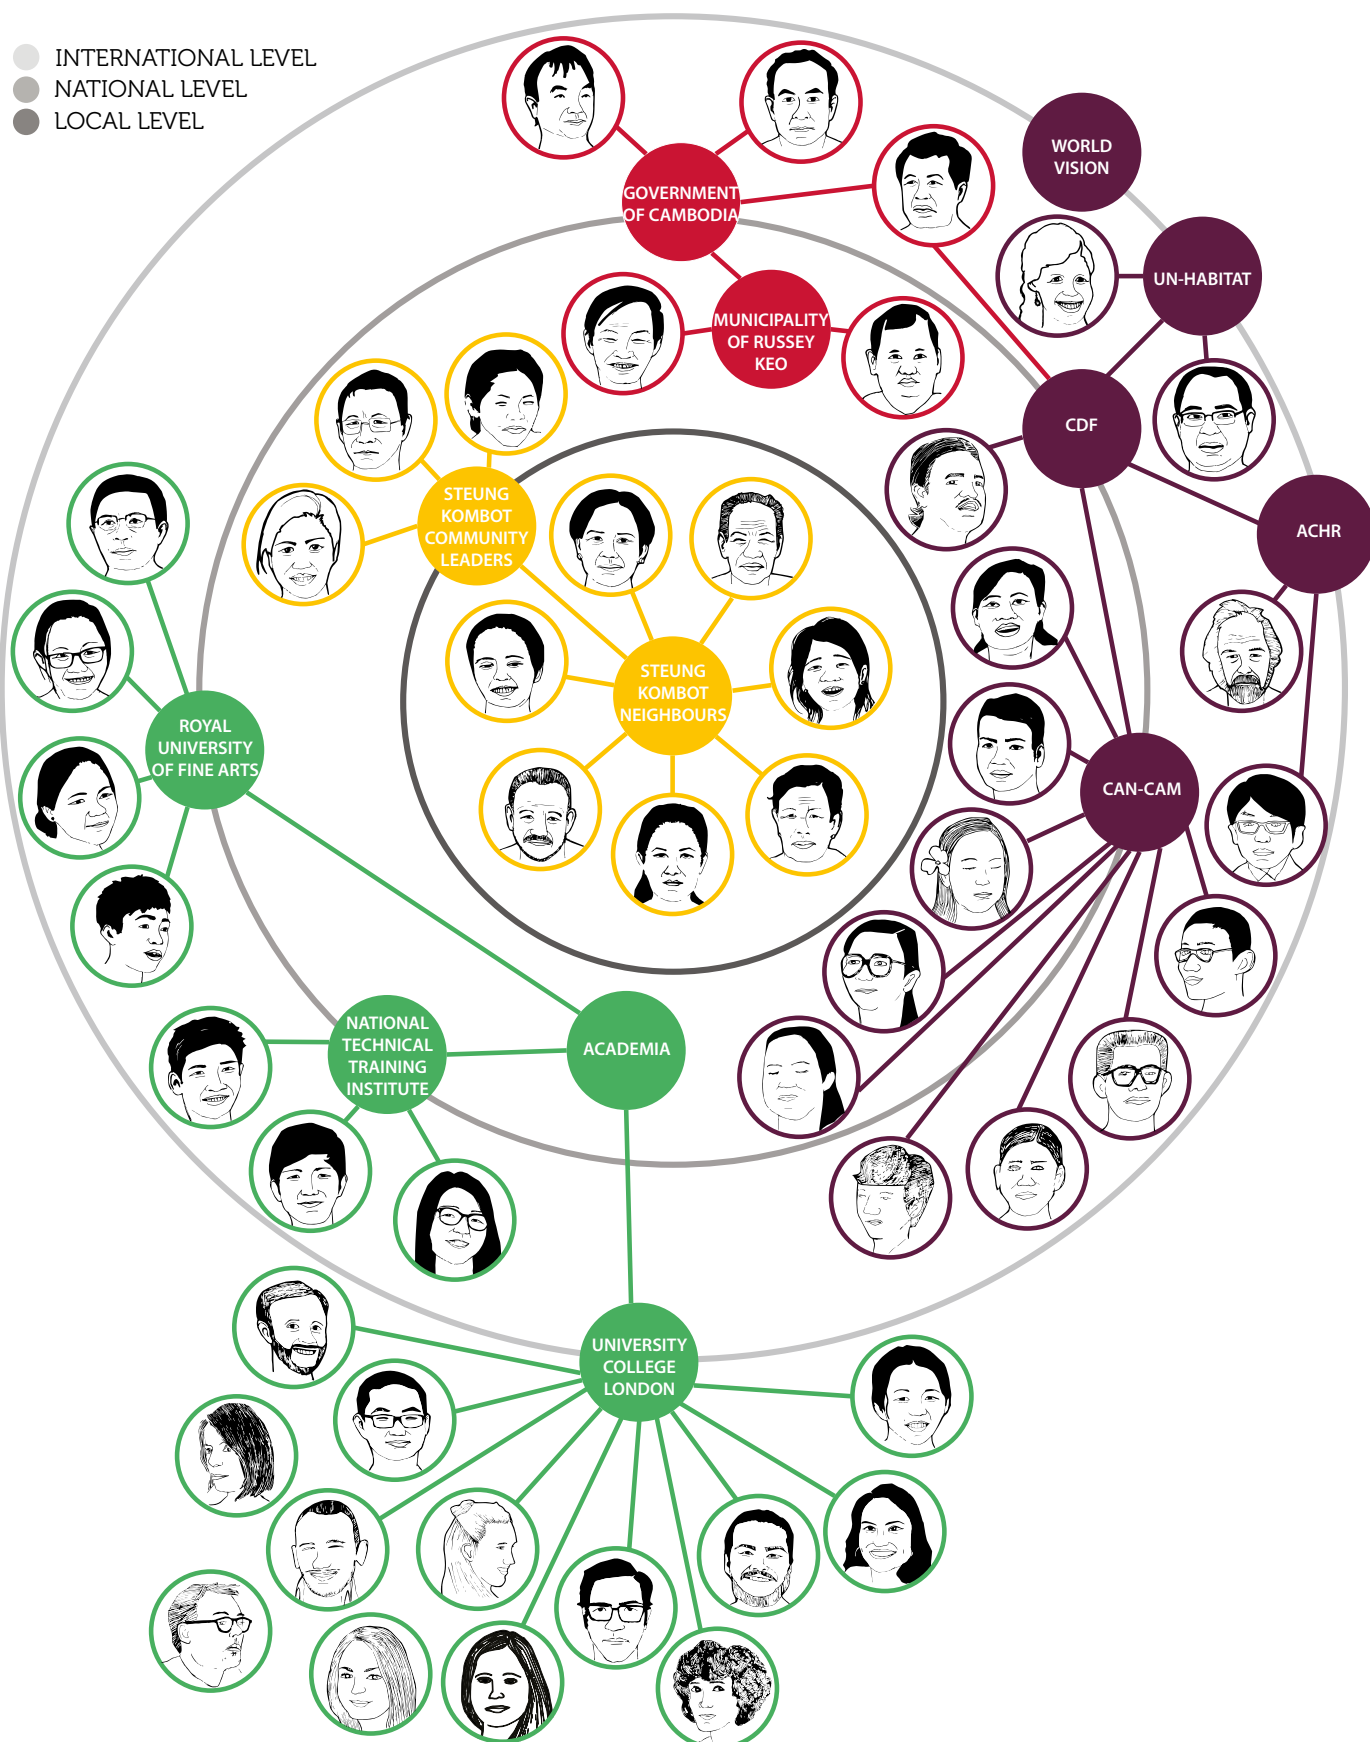 INTERNATIONAL LEVEL
NATIONAL LEVEL
LOCAL LEVEL
WORLD
VISION
GOVERNMENT
OF CAMBODIA
UN-HABITAT
MUNICIPALITY
OF RUSSEY
KEO
CDF
STEUNG
KOMBOT
COMMUNITY
LEADERS
ACHR
STEUNG
KOMBOT
NEIGHBOURS
ROYAL
UNIVERSITY
OF FINE ARTS
CAN-CAM
NATIONAL
TECHNICAL
TRAINING
INSTITUTE
ACADEMIA
UNIVERSITY
COLLEGE
LONDON